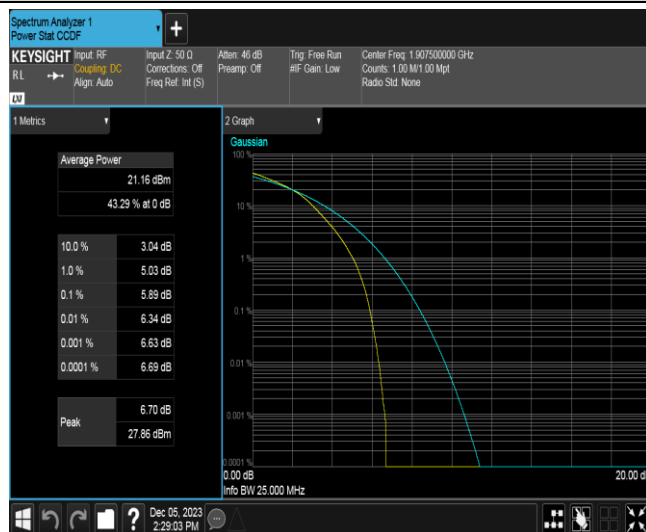 Spectrum Analyzer 1
Power Stat CCDF
KEYSIGHT
RL
LXI
Input: RF
Coupling: DC
Align: Auto
Input Z: 50 Ω
Corrections: Off
Freq Ref: Int (S)
Atten: 46 dB
Preamp: Off
Trig: Free Run
#IF Gain: Low
Center Freq: 1.907500000 GHz
Counts: 1.00 M/1.00 Mpt
Radio Std: None
1 Metrics
Average Power
21.16 dBm
43.29 % at 0 dB
10.0 % 3.04 dB
1.0 % 5.03 dB
0.1 % 5.89 dB
0.01 % 6.34 dB
0.001 % 6.63 dB
0.0001 % 6.69 dB
Peak
6.70 dB
27.86 dBm
2 Graph
Gaussian
100 %
10 %
1 %
0.1 %
0.01 %
0.001 %
0.0001 %
0.00 dB
20.00 d
Info BW 25.000 MHz
?
Dec 05, 2023
2:29:03 PM